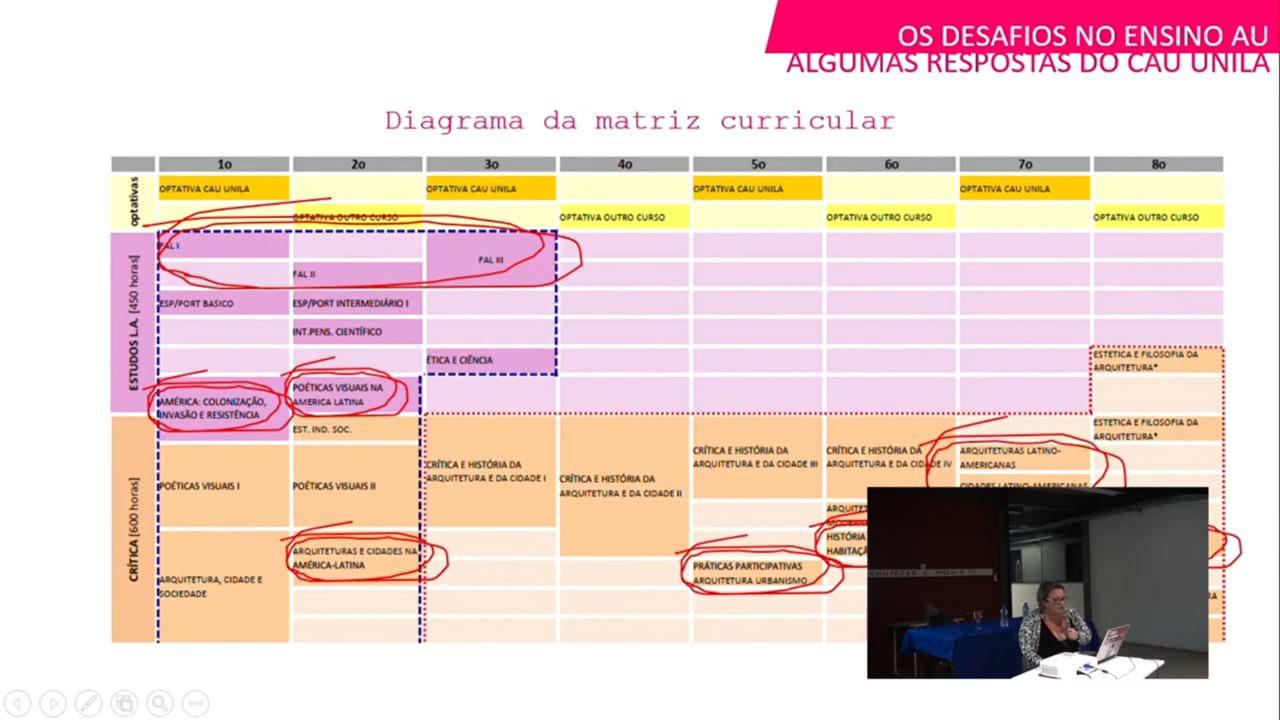 OS DESAFIOS NO ENSINO AU
ALGUMAS RESPOSTAS DO CAU UNILA
Diagrama da matriz curricular
1o 2o 3o 4o 5o 6o 7o 8o
optativas
OPTATIVA CAU UNILA
OPTATIVA CAU UNILA
OPTATIVA CAU UNILA
OPTATIVA CAU UNILA
OPTATIVA OUTRO CURSO
OPTATIVA OUTRO CURSO
OPTATIVA OUTRO CURSO
OPTATIVA OUTRO CURSO
ESTUDOS L.A. [450 horas]
FAL I
FAL II
FAL III
ESP/PORT BASICO
ESP/PORT INTERMEDIÁRIO I
INT.PENS. CIENTÍFICO
ÉTICA E CIÊNCIA
ESTETICA E FILOSOFIA DA
ARQUITETURA*
AMÉRICA: COLONIZAÇÃO,
INVASÃO E RESISTÊNCIA
POÉTICAS VISUAIS NA
AMERICA LATINA
CRÍTICA [600 horas]
EST. IND. SOC.
ESTETICA E FILOSOFIA DA
ARQUITETURA*
POÉTICAS VISUAIS I
POÉTICAS VISUAIS II
CRÍTICA E HISTÓRIA DA
ARQUITETURA E DA CIDADE I
CRÍTICA E HISTÓRIA DA
ARQUITETURA E DA CIDADE II
CRÍTICA E HISTÓRIA DA
ARQUITETURA E DA CIDADE III
CRÍTICA E HISTÓRIA DA
ARQUITETURA E DA CIDADE IV
ARQUITETURAS LATINO-
AMERICANAS
CIDADES LATINO-AMERICANAS
ARQUITETURA, CIDADE E
SOCIEDADE
ARQUITETURAS E CIDADES NA
AMÉRICA-LATINA
PRÁTICAS PARTICIPATIVAS
ARQUITETURA URBANISMO
HISTÓRIA